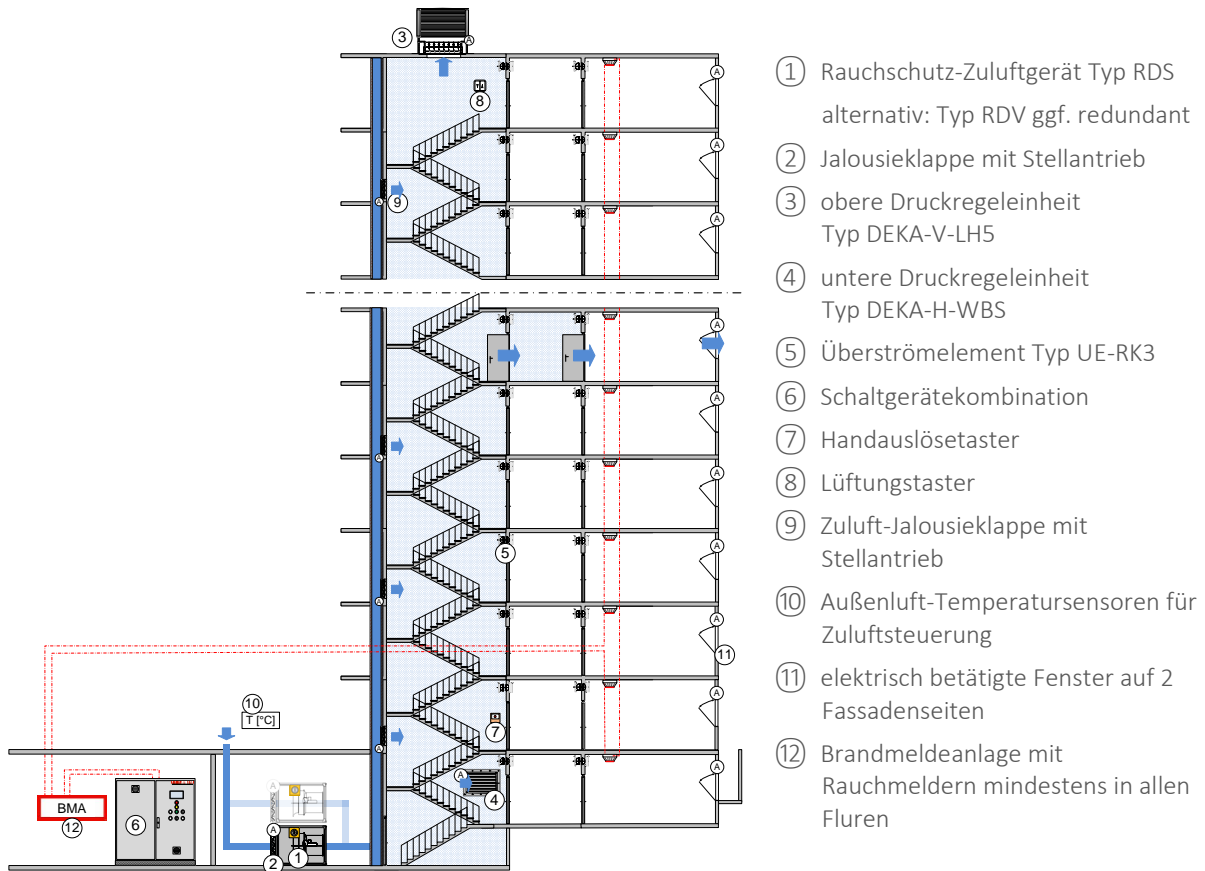 3
A
A
8
① Rauchschutz-Zuluftgerät Typ RDS
alternativ: Typ RDV ggf. redundant
② Jalousieklappe mit Stellantrieb
③ obere Druckregeleinheit
Typ DEKA-V-LH5
④ untere Druckregeleinheit
Typ DEKA-H-WBS
⑤ Überströmelement Typ UE-RK3
⑥ Schaltgerätekombination
⑦ Handauslösetaster
⑧ Lüftungstaster
⑨ Zuluft-Jalousieklappe mit
Stellantrieb
⑩ Außenluft-Temperatursensoren für
Zuluftsteuerung
⑪ elektrisch betätigte Fenster auf 2
Fassadenseiten
⑫ Brandmeldeanlage mit
Rauchmeldern mindestens in allen
Fluren
A
A
9
A
A
A
A
A
A
5
A
A
A
11
A
10
T [°C]
7
A
A
A
4
A
BMA
12
6
A
A
2
1